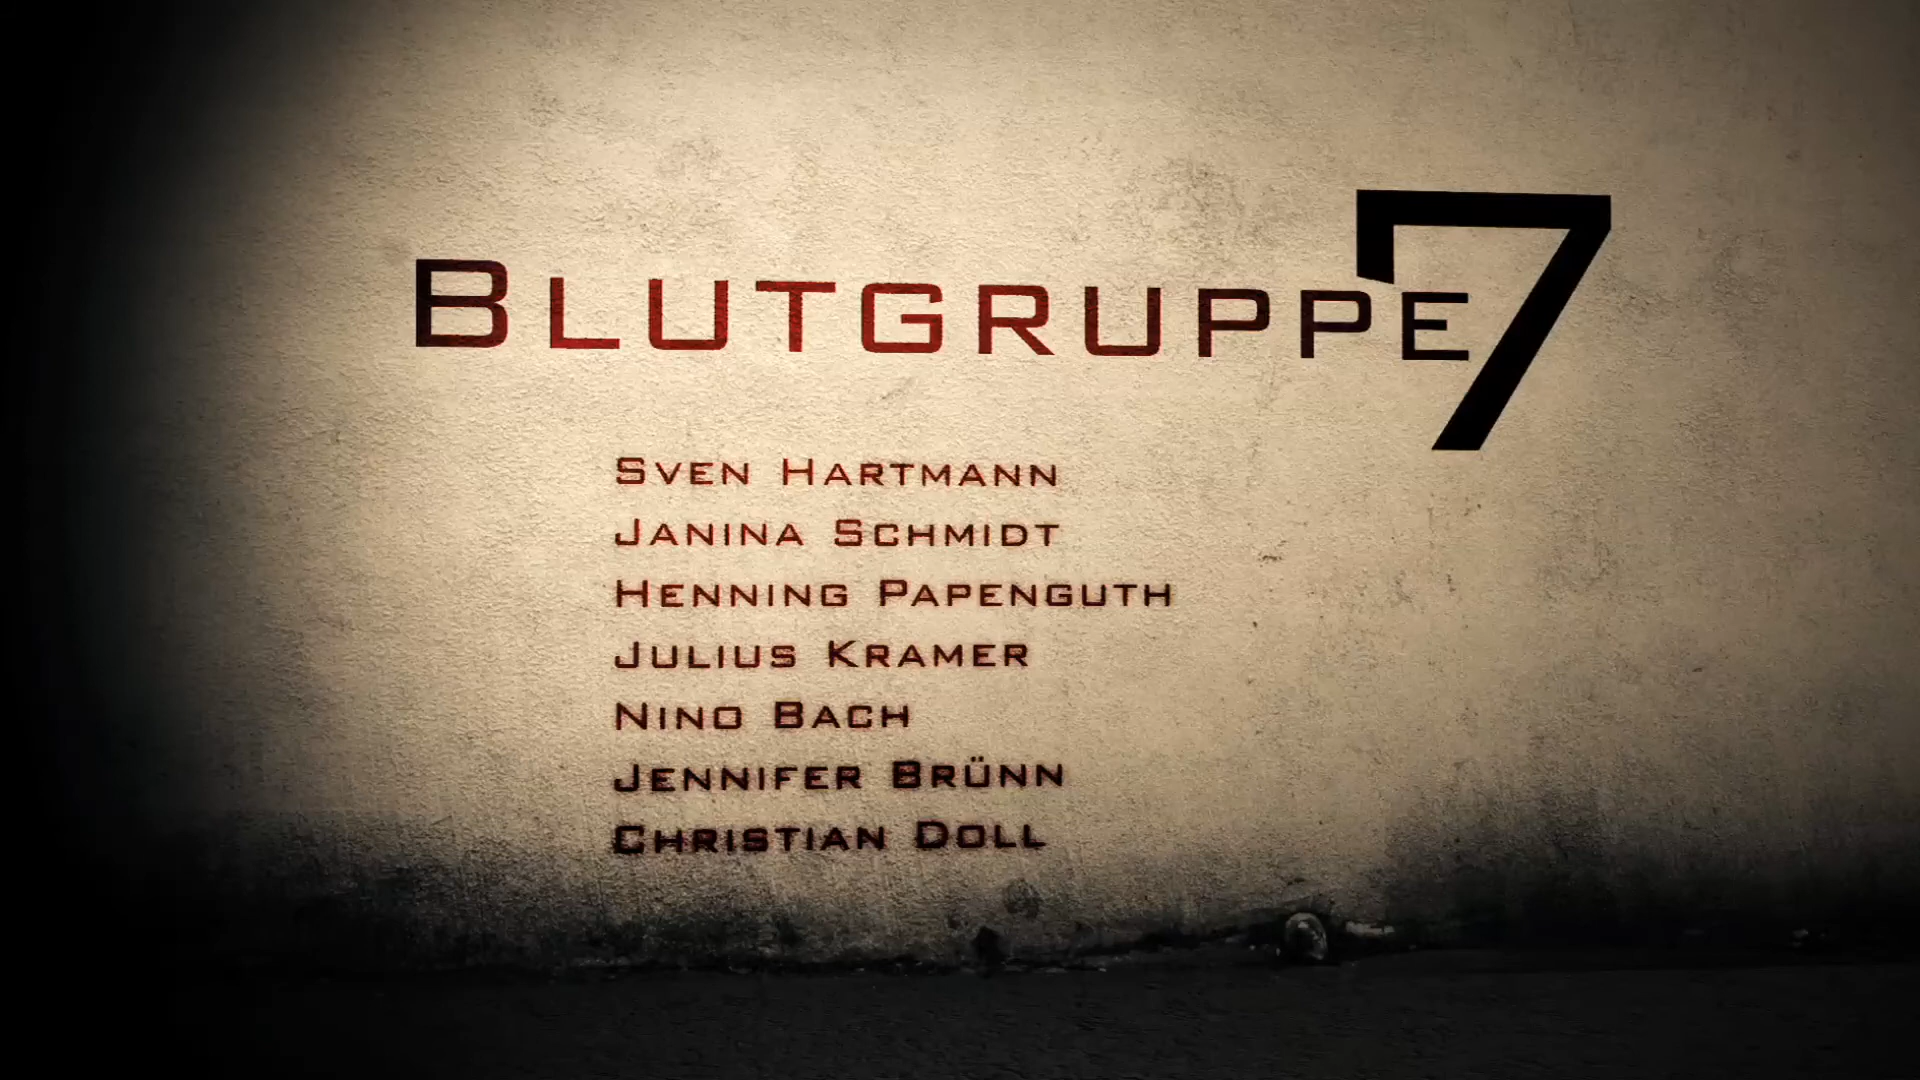 BLUTGRUPPE 7
SVEN HARTMANN
JANINA SCHMIDT
HENNING PAPENGUTH
JULIUS KRAMER
NINO BACH
JENNIFER BRÜNN
CHRISTIAN DOLL